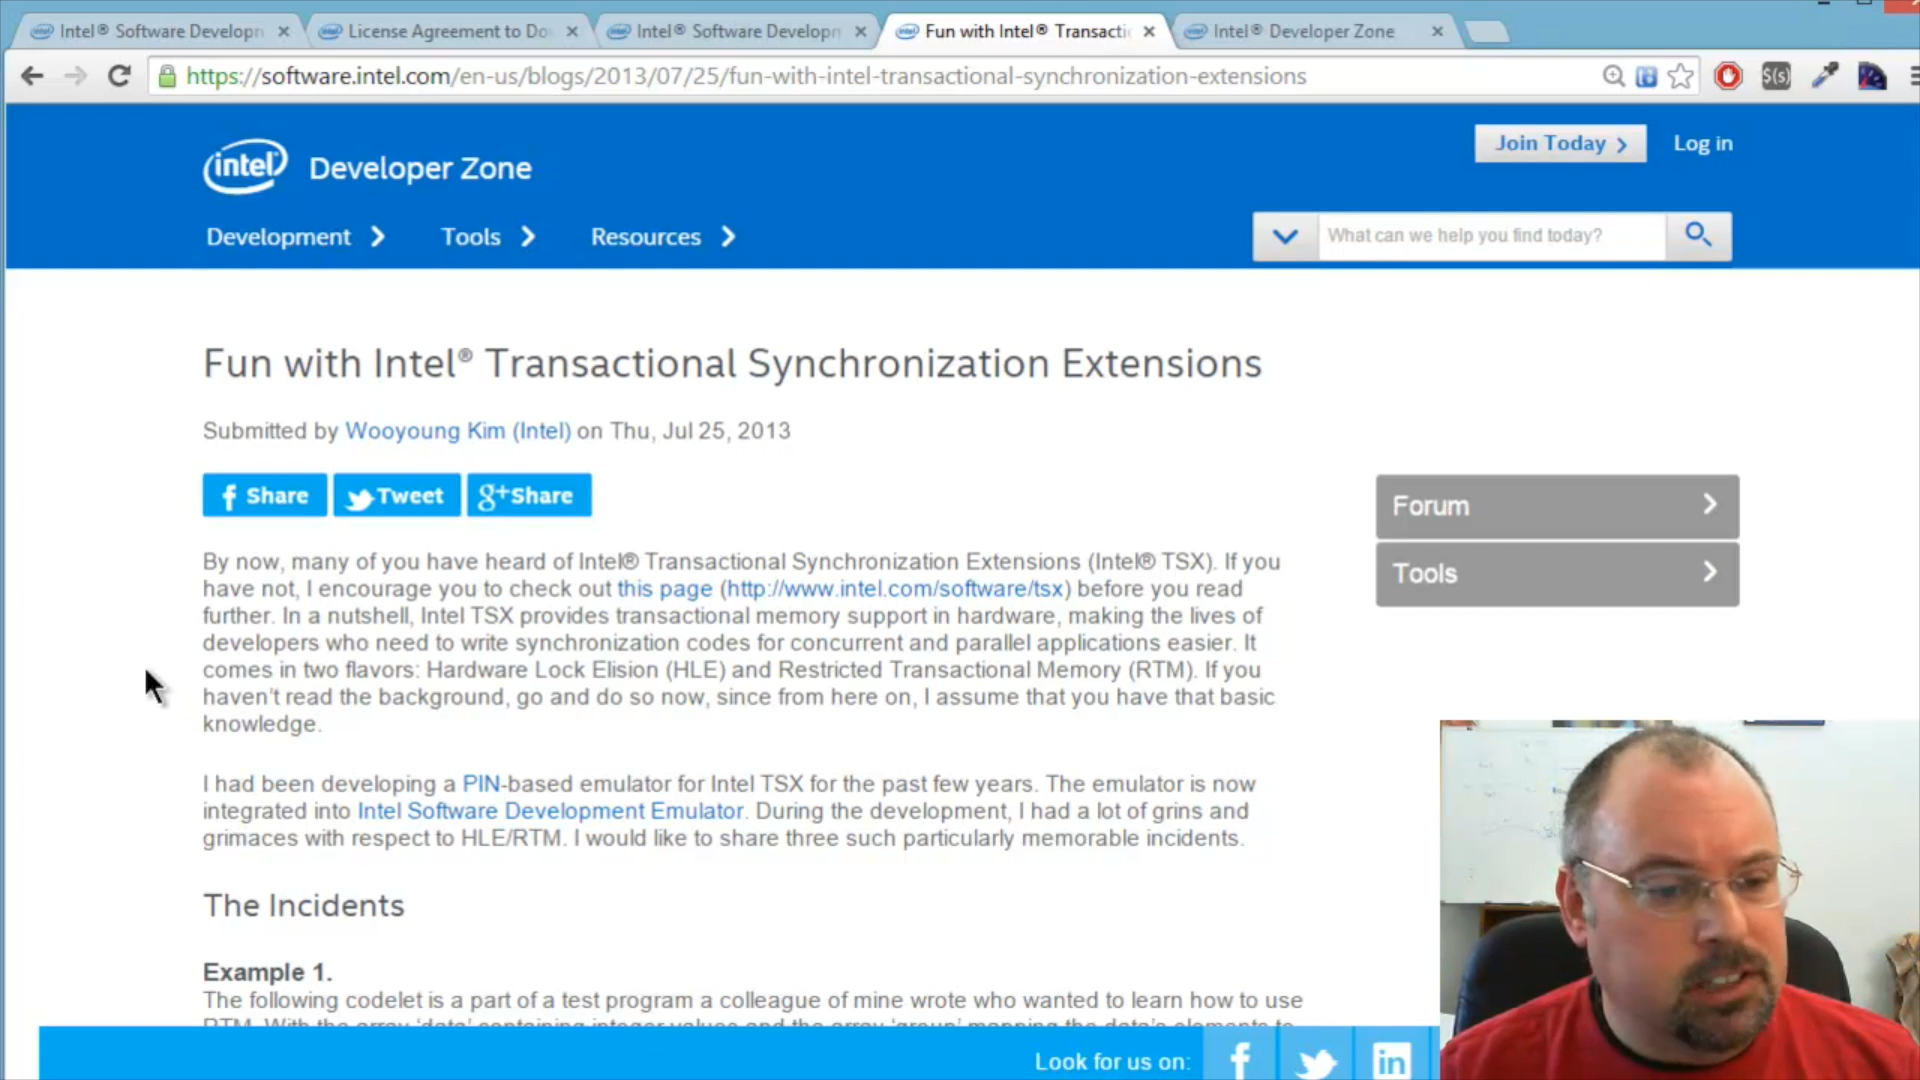 Intel® Software Developn
License Agreement to Do
Intel® Software Developn
Fun with Intel® Transacti
Intel® Developer Zone
https://software.intel.com/en-us/blogs/2013/07/25/fun-with-intel-transactional-synchronization-extensions
$(s)
Join Today
Log in
intel Developer Zone
Development
Tools
Resources
What can we help you find today?
Fun with Intel® Transactional Synchronization Extensions
Submitted by Wooyoung Kim (Intel) on Thu, Jul 25, 2013
f Share
Tweet
g+ Share
Forum
Tools
By now, many of you have heard of Intel® Transactional Synchronization Extensions (Intel® TSX). If you
have not, I encourage you to check out this page (http://www.intel.com/software/tsx) before you read
further. In a nutshell, Intel TSX provides transactional memory support in hardware, making the lives of
developers who need to write synchronization codes for concurrent and parallel applications easier. It
comes in two flavors: Hardware Lock Elision (HLE) and Restricted Transactional Memory (RTM). If you
haven't read the background, go and do so now, since from here on, I assume that you have that basic
knowledge.
I had been developing a PIN-based emulator for Intel TSX for the past few years. The emulator is now
integrated into Intel Software Development Emulator. During the development, I had a lot of grins and
grimaces with respect to HLE/RTM. I would like to share three such particularly memorable incidents.
The Incidents
Example 1.
The following codelet is a part of a test program a colleague of mine wrote who wanted to learn how to use
RTM. With the array 'data' containing integer values and the array 'group' mapping the data's elements to
Look for us on:
f
in